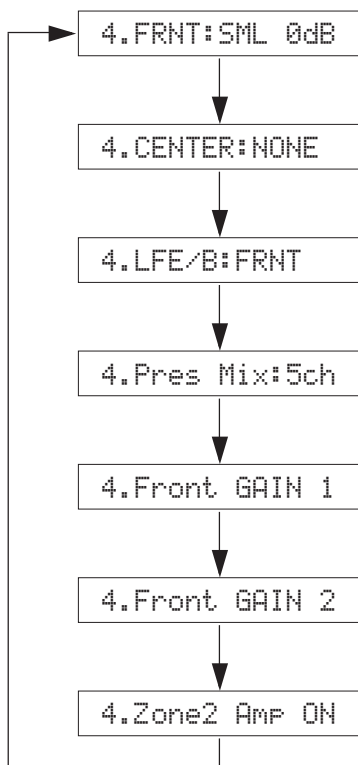 4.FRNT:SML 0dB
4.CENTER:NONE
4.LFE/B:FRNT
4.Pres Mix:5ch
4.Front GAIN 1
4.Front GAIN 2
4.Zone2 Amp ON